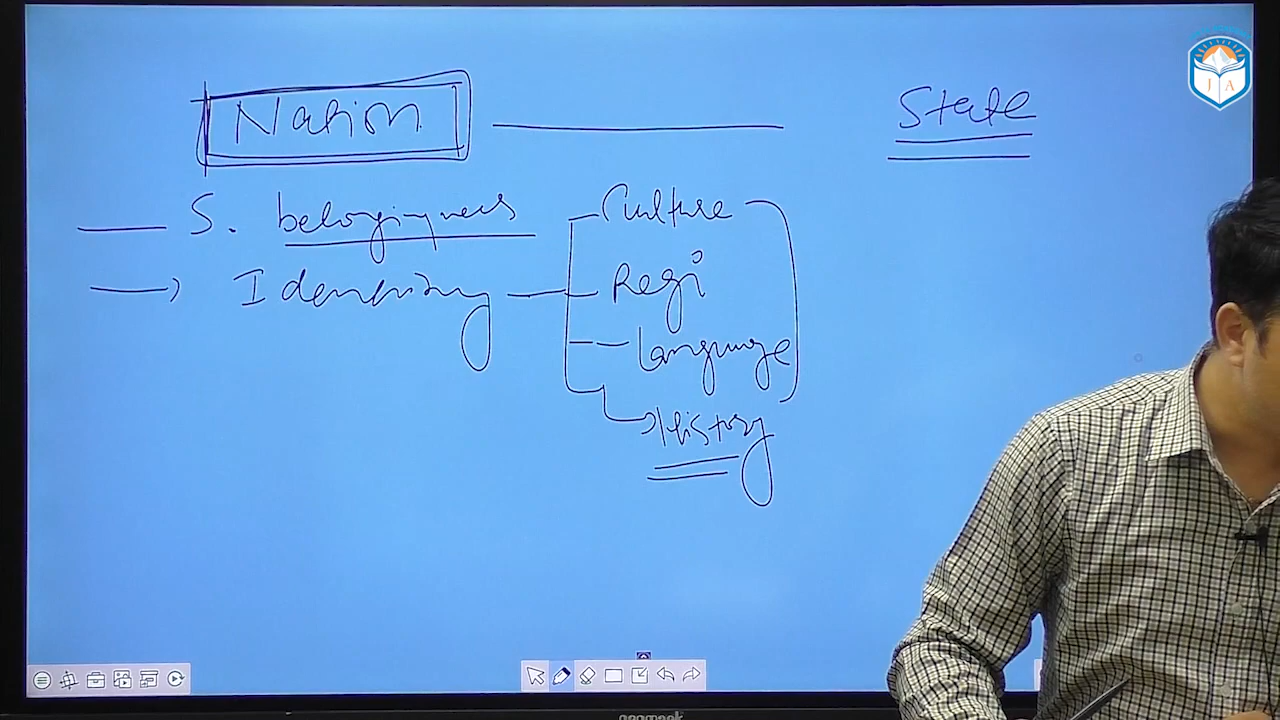 Nation State
S. belongingness Culture
Identity Regi
Language
History
J A